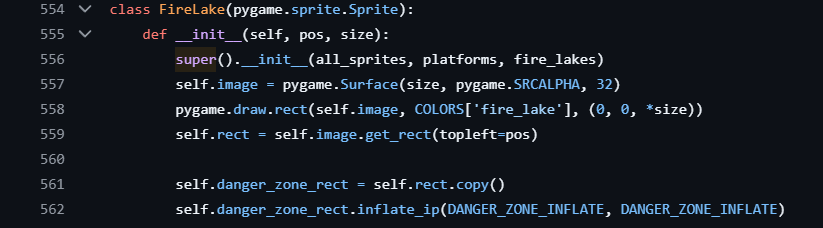 554 class FireLake(pygame.sprite.Sprite):
555 def __init__(self, pos, size):
556 super().__init__(all_sprites, platforms, fire_lakes)
557 self.image = pygame.Surface(size, pygame.SRCALPHA, 32)
558 pygame.draw.rect(self.image, COLORS['fire_lake'], (0, 0, *size))
559 self.rect = self.image.get_rect(topleft=pos)
560
561 self.danger_zone_rect = self.rect.copy()
562 self.danger_zone_rect.inflate_ip(DANGER_ZONE_INFLATE, DANGER_ZONE_INFLATE)